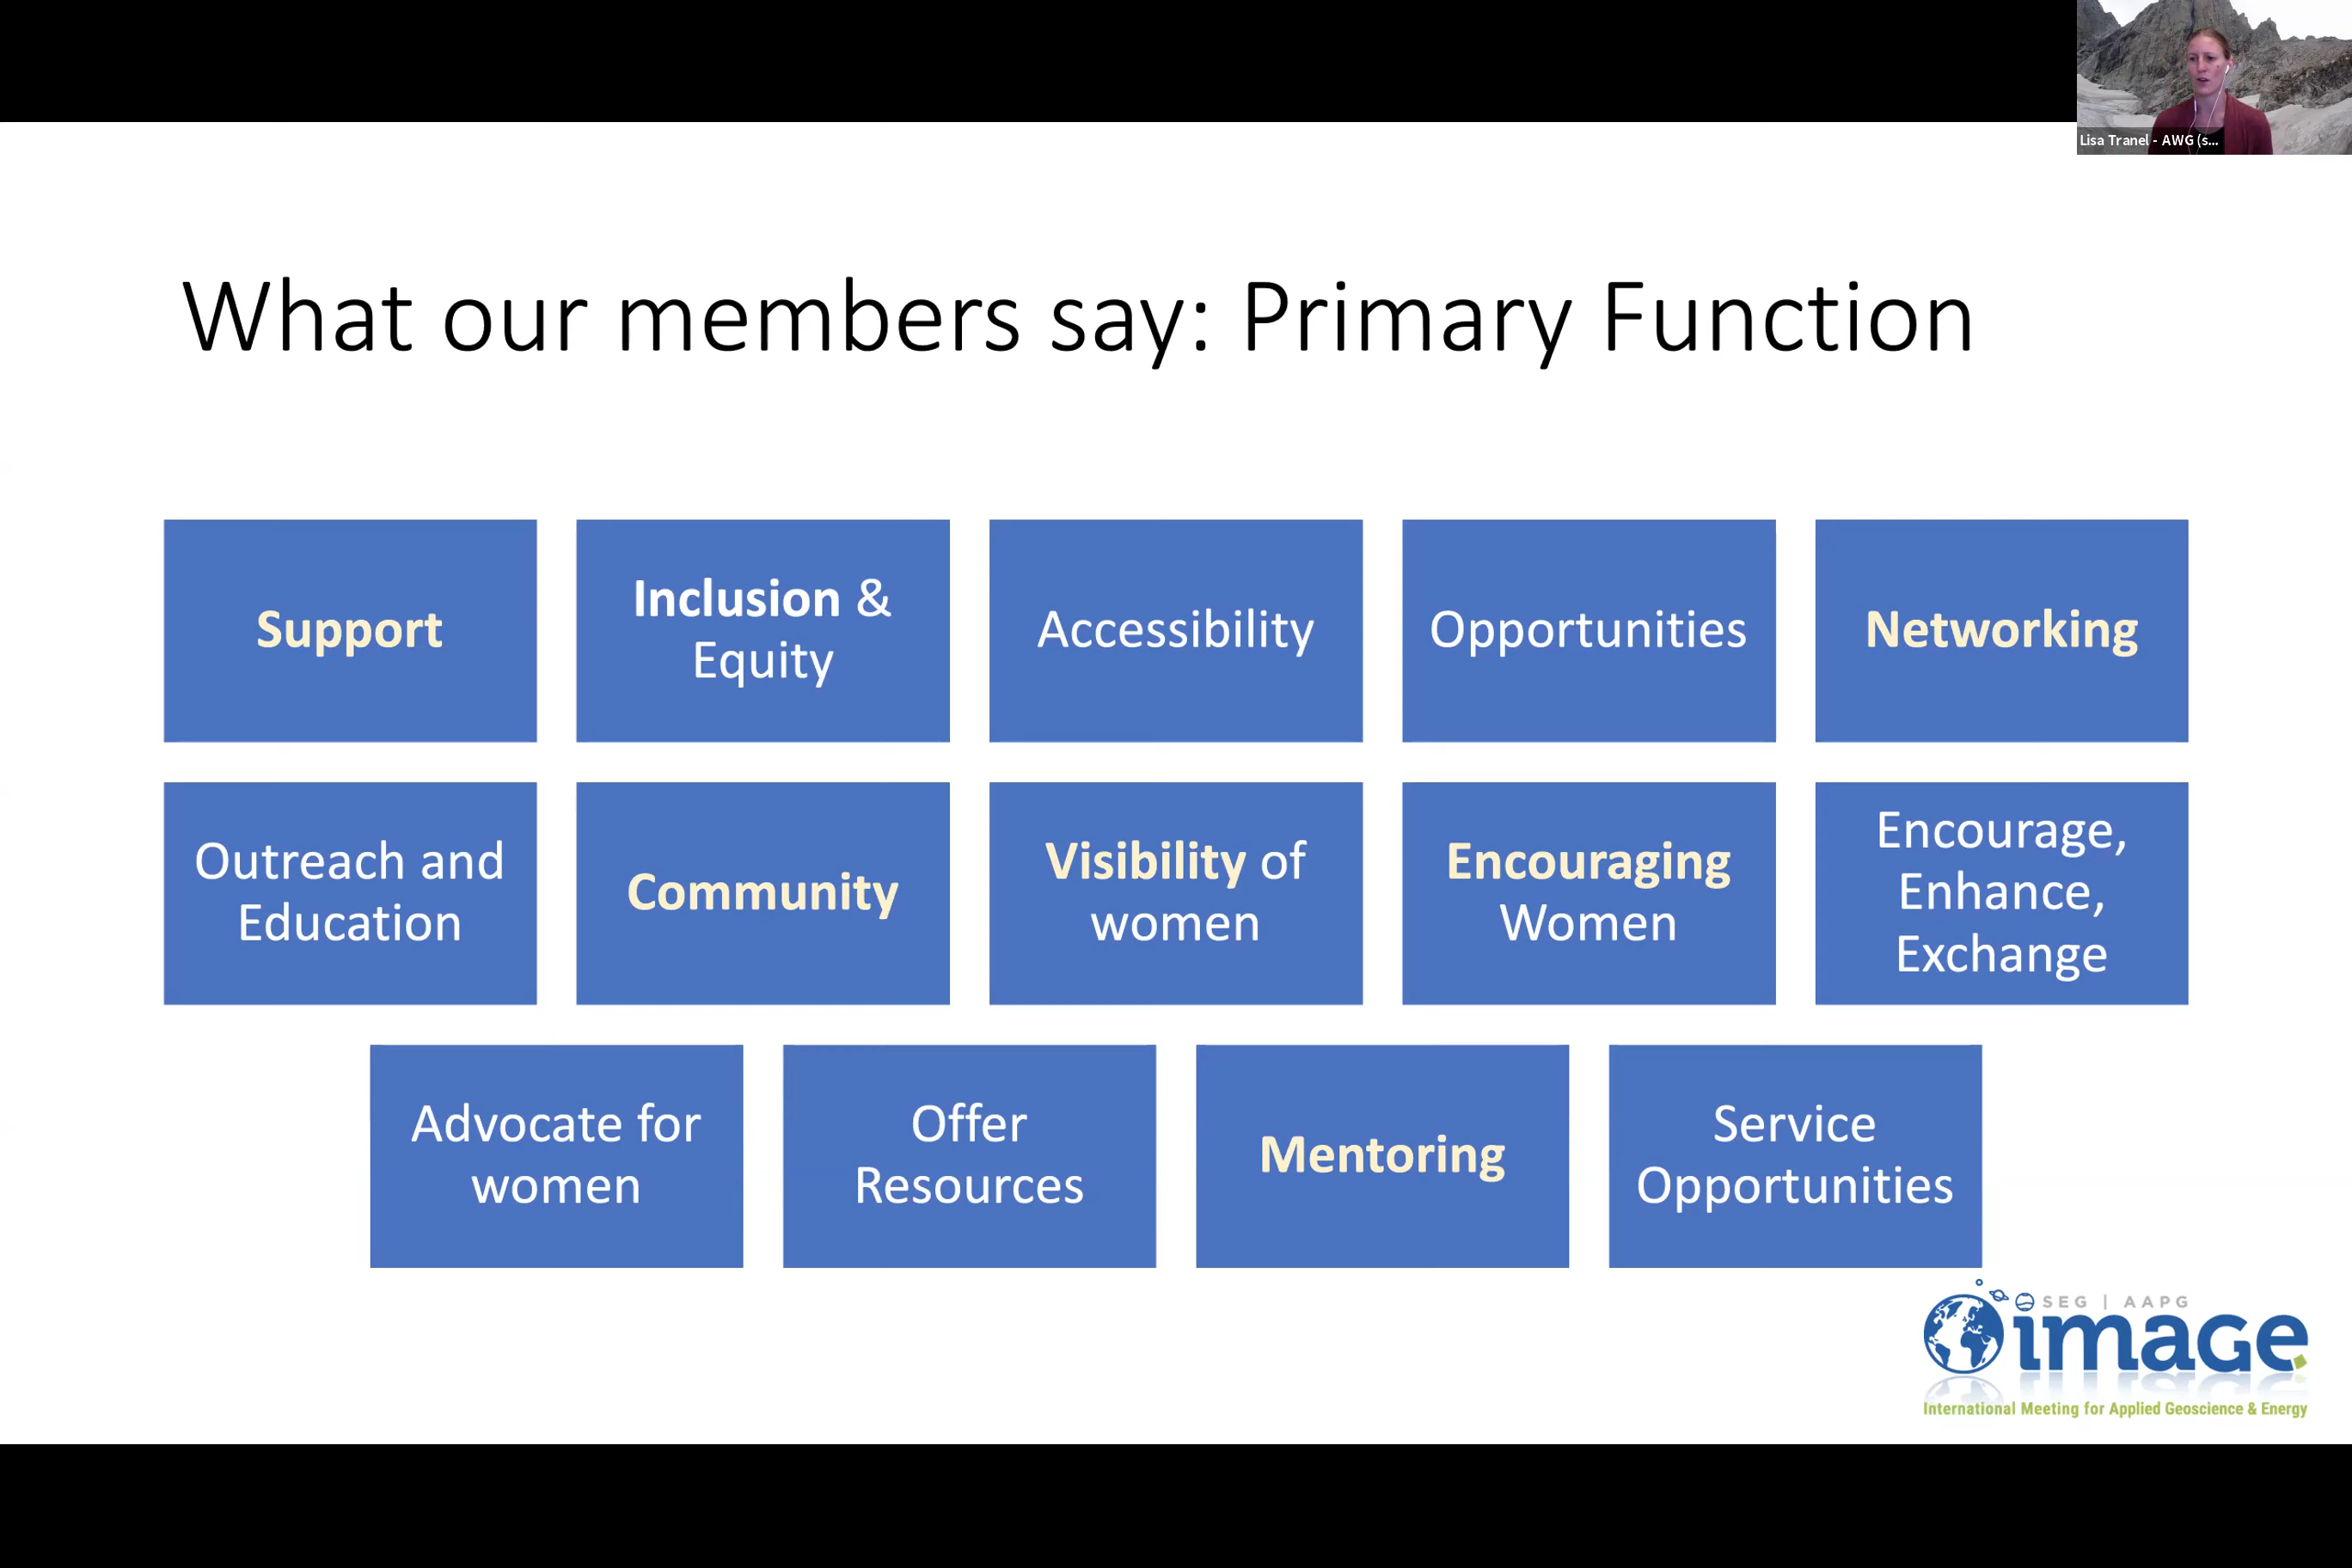 Lisa Tranel - AWG (s...
What our members say: Primary Function
Support
Inclusion &
Equity
Accessibility
Opportunities
Networking
Outreach and
Education
Community
Visibility of
women
Encouraging
Women
Encourage,
Enhance,
Exchange
Advocate for
women
Offer
Resources
Mentoring
Service
Opportunities
SEG | AAPG
image
International Meeting for Applied Geoscience & Energy